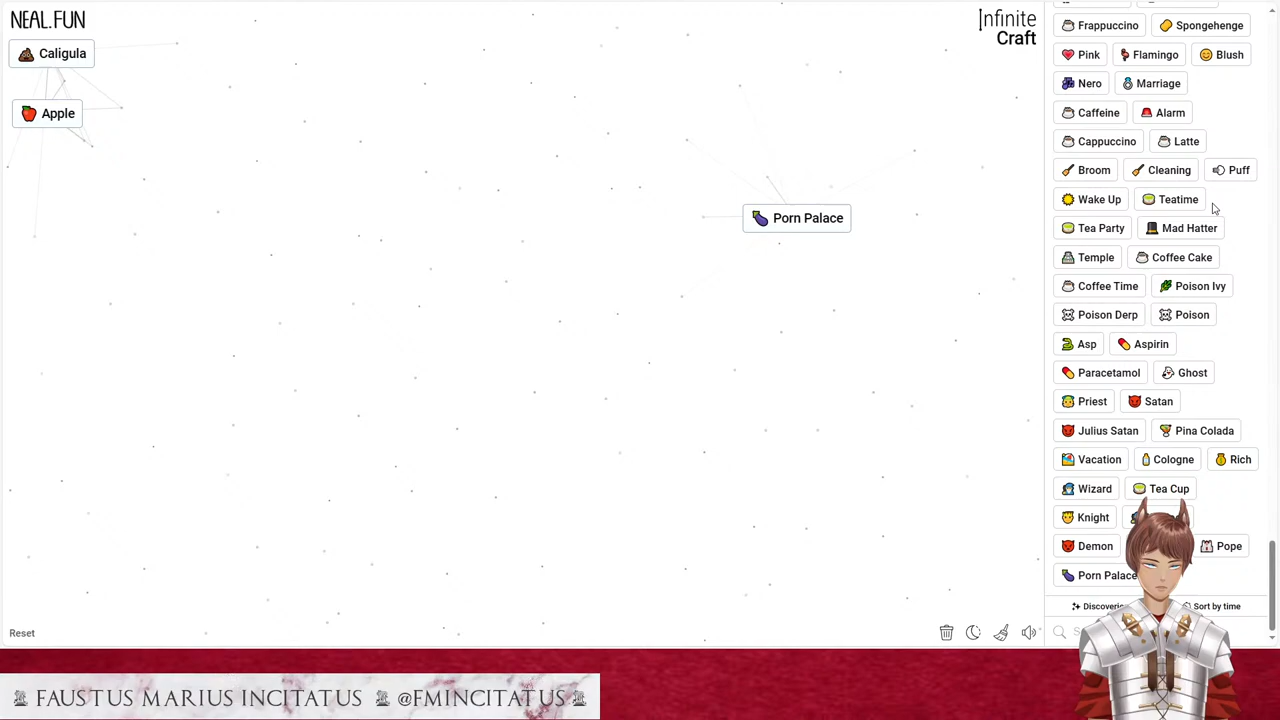 NEAL.FUN
Infinite
Craft
Caligula
Apple
Porn Palace
Frappuccino Spongehenge
Pink Flamingo Blush
Nero Marriage
Caffeine Alarm
Cappuccino Latte
Broom Cleaning Puff
Wake Up Teatime
Tea Party Mad Hatter
Temple Coffee Cake
Coffee Time Poison Ivy
Poison Derp Poison
Asp Aspirin
Paracetamol Ghost
Priest Satan
Julius Satan Pina Colada
Vacation Cologne Rich
Wizard Tea Cup
Knight
Demon Pope
Porn Palace
Sort by time
Reset
FAUSTUS MARIUS INCITATUS @FMINCITATUS